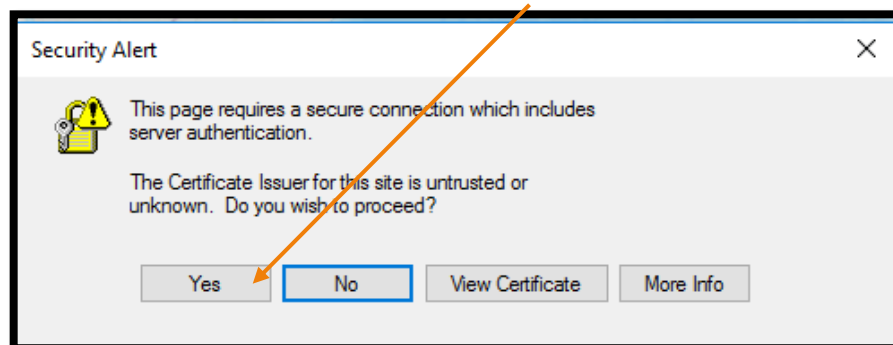 Security Alert
This page requires a secure connection which includes
server authentication.
The Certificate Issuer for this site is untrusted or
unknown. Do you wish to proceed?
Yes No View Certificate More Info